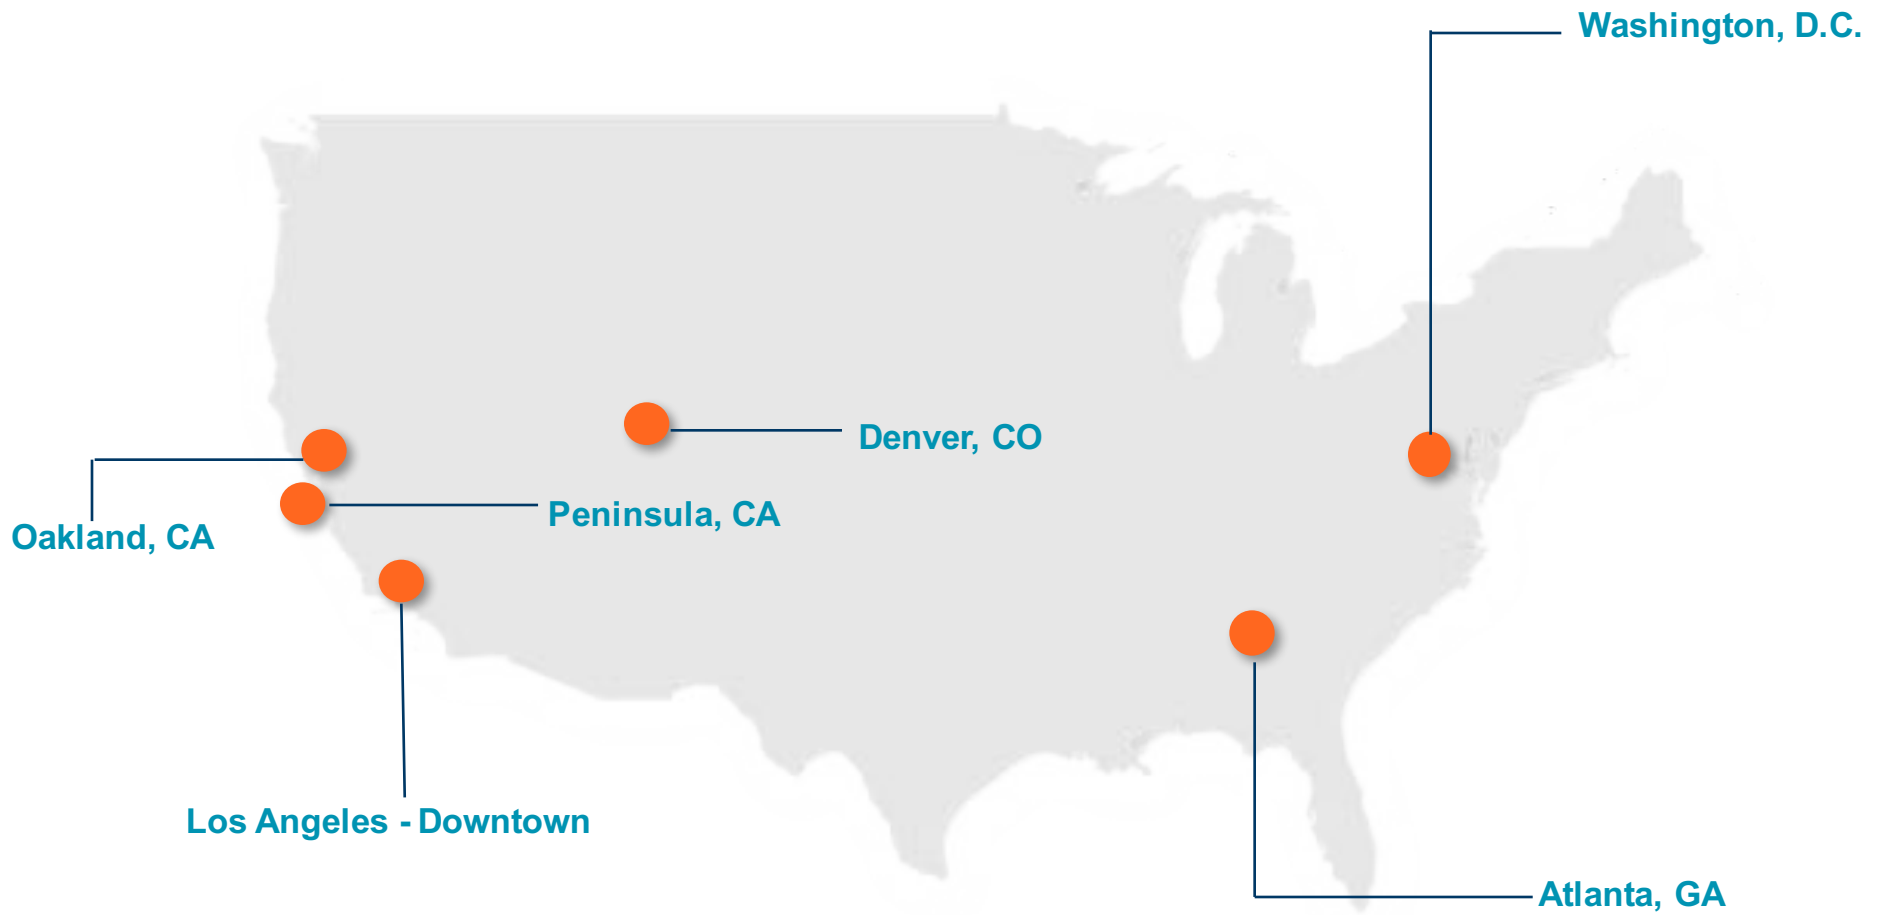 Washington, D.C.
Denver, CO
Peninsula, CA
Oakland, CA
Los Angeles - Downtown
Atlanta, GA